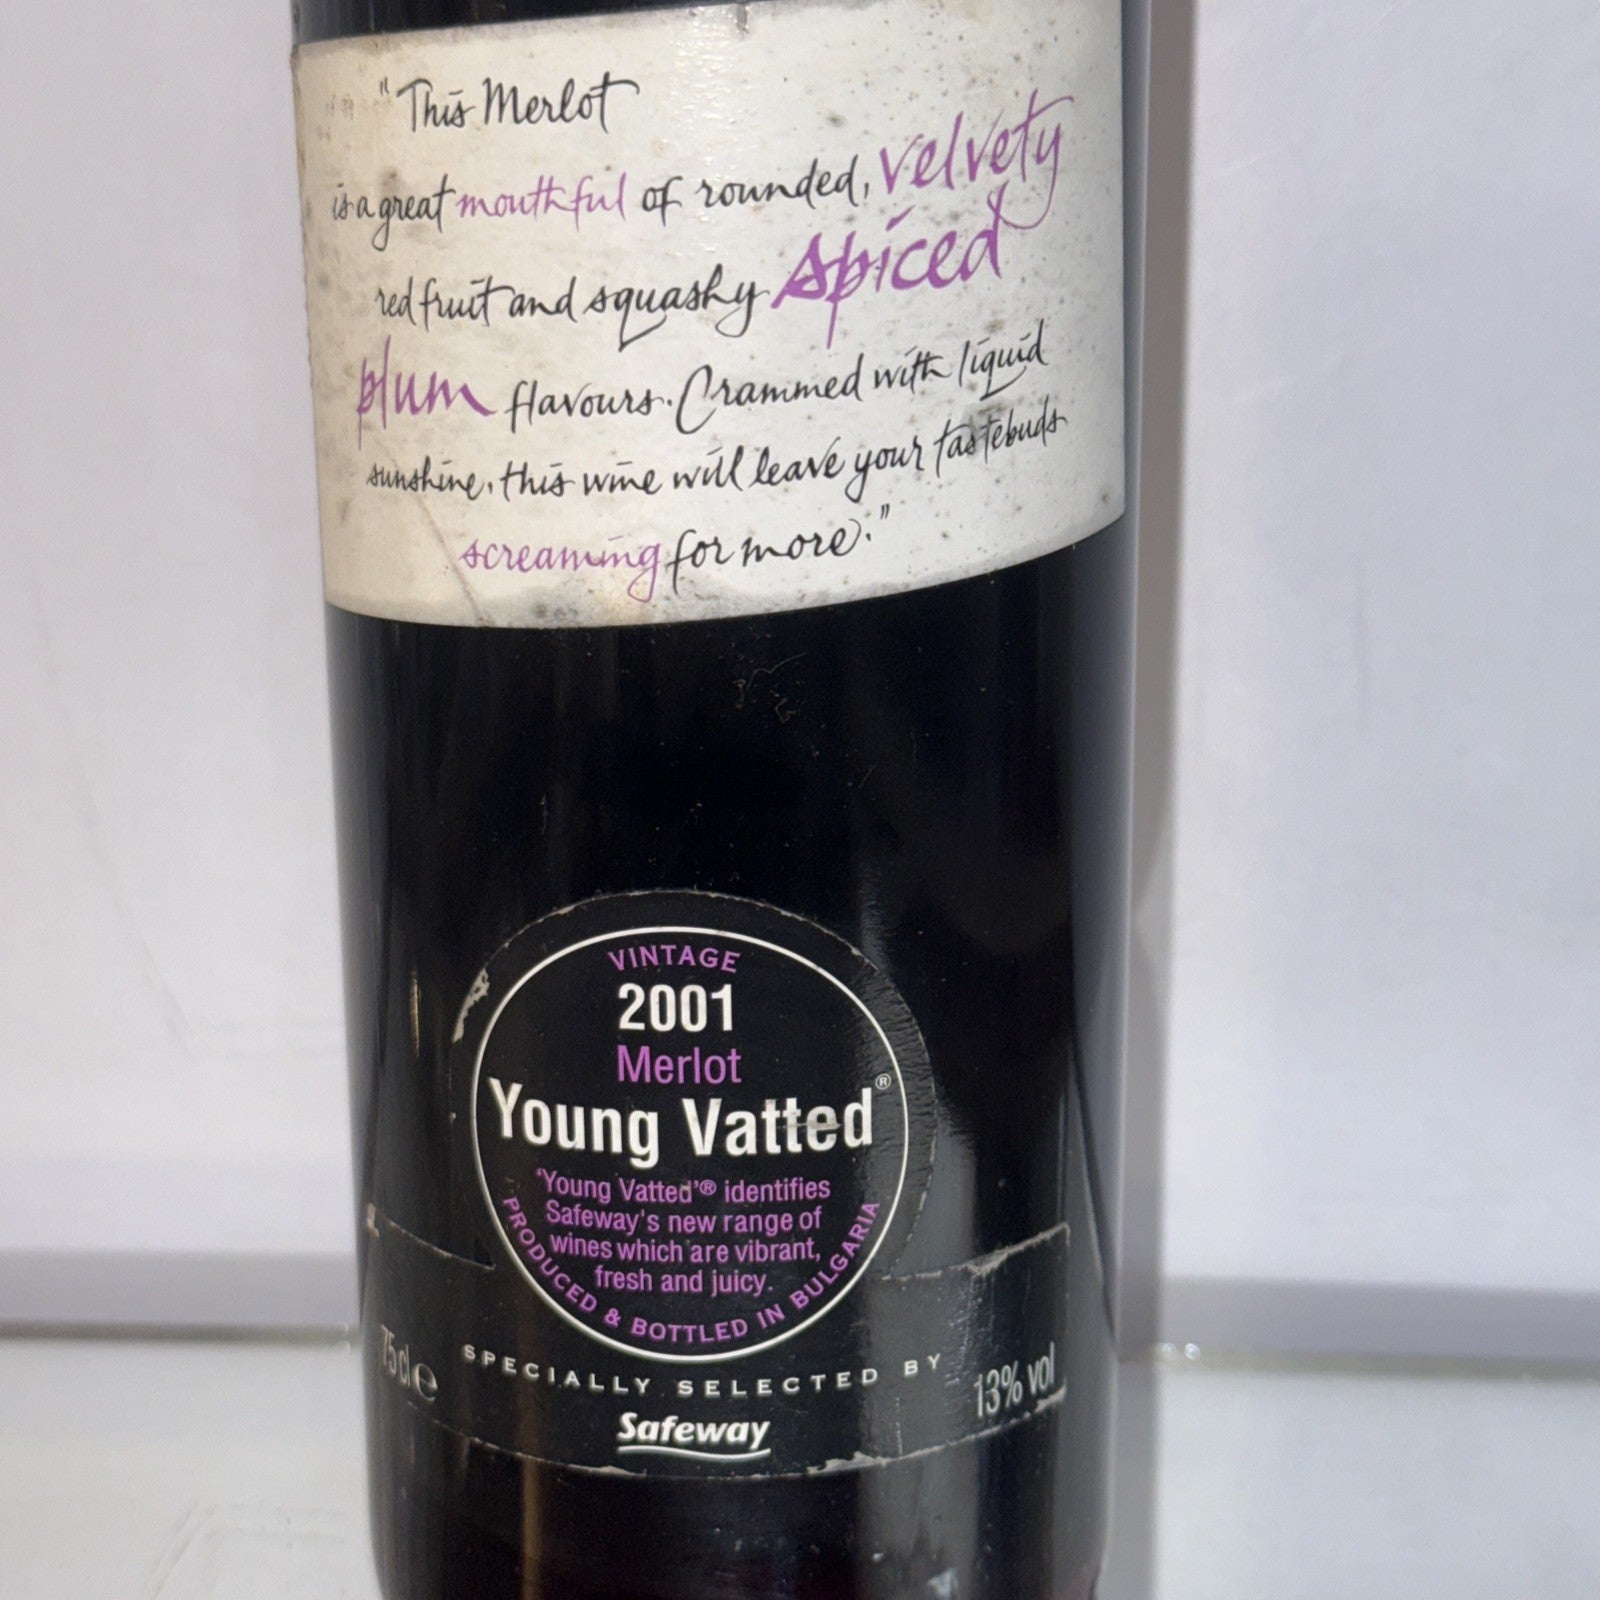 "This Merlot
is a great mouthful of rounded, velvety
red fruit and squashy spiced
plum flavours. Crammed with liquid
sunshine, this wine will leave your tastebuds
screaming for more."
VINTAGE
2001
Merlot
Young Vatted®
'Young Vatted'® identifies
Safeway's new range of
wines which are vibrant,
fresh and juicy.
PRODUCED & BOTTLED IN BULGARIA
75cl e
SPECIALLY SELECTED BY
13% vol
Safeway